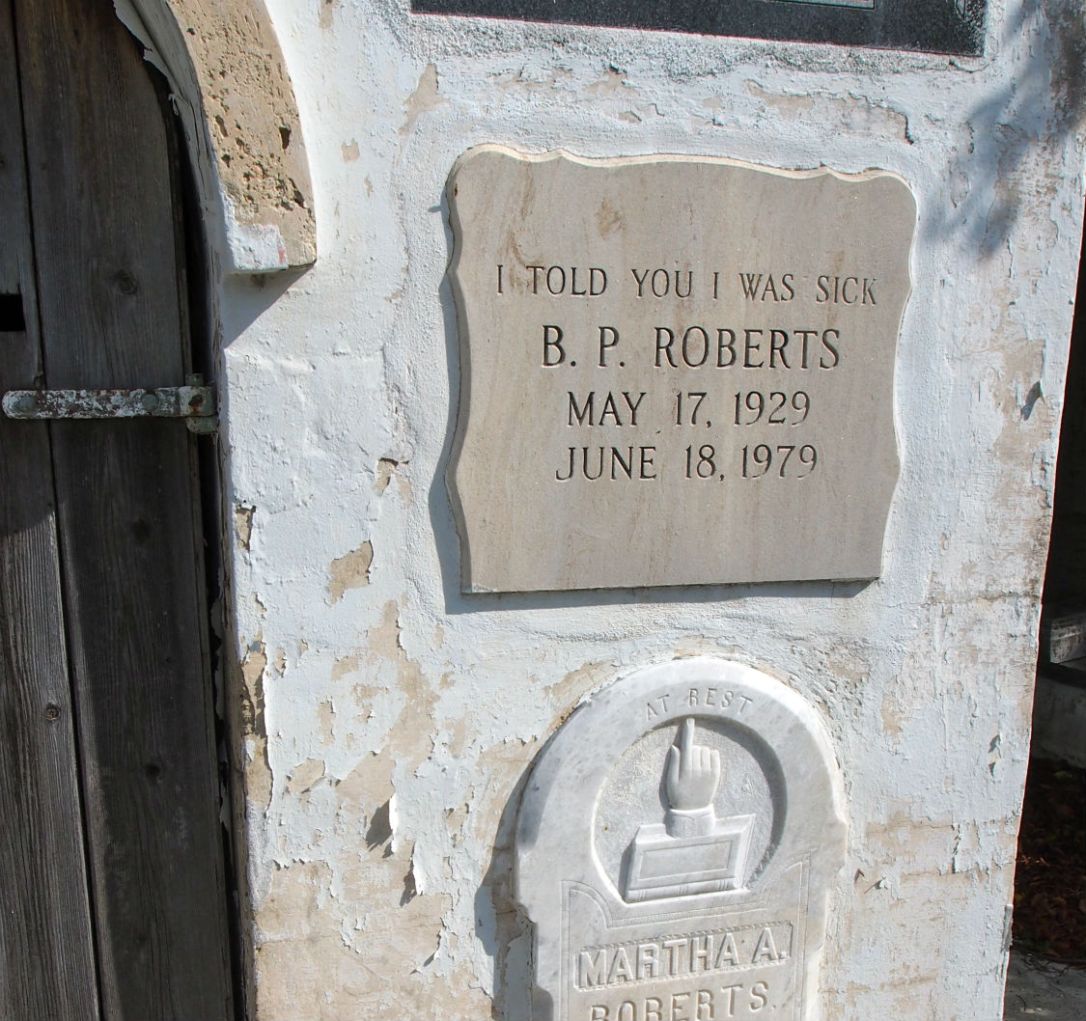 I TOLD YOU I WAS SICK
B. P. ROBERTS
MAY 17, 1929
JUNE 18, 1979
AT REST
MARTHA A.
ROBERTS.